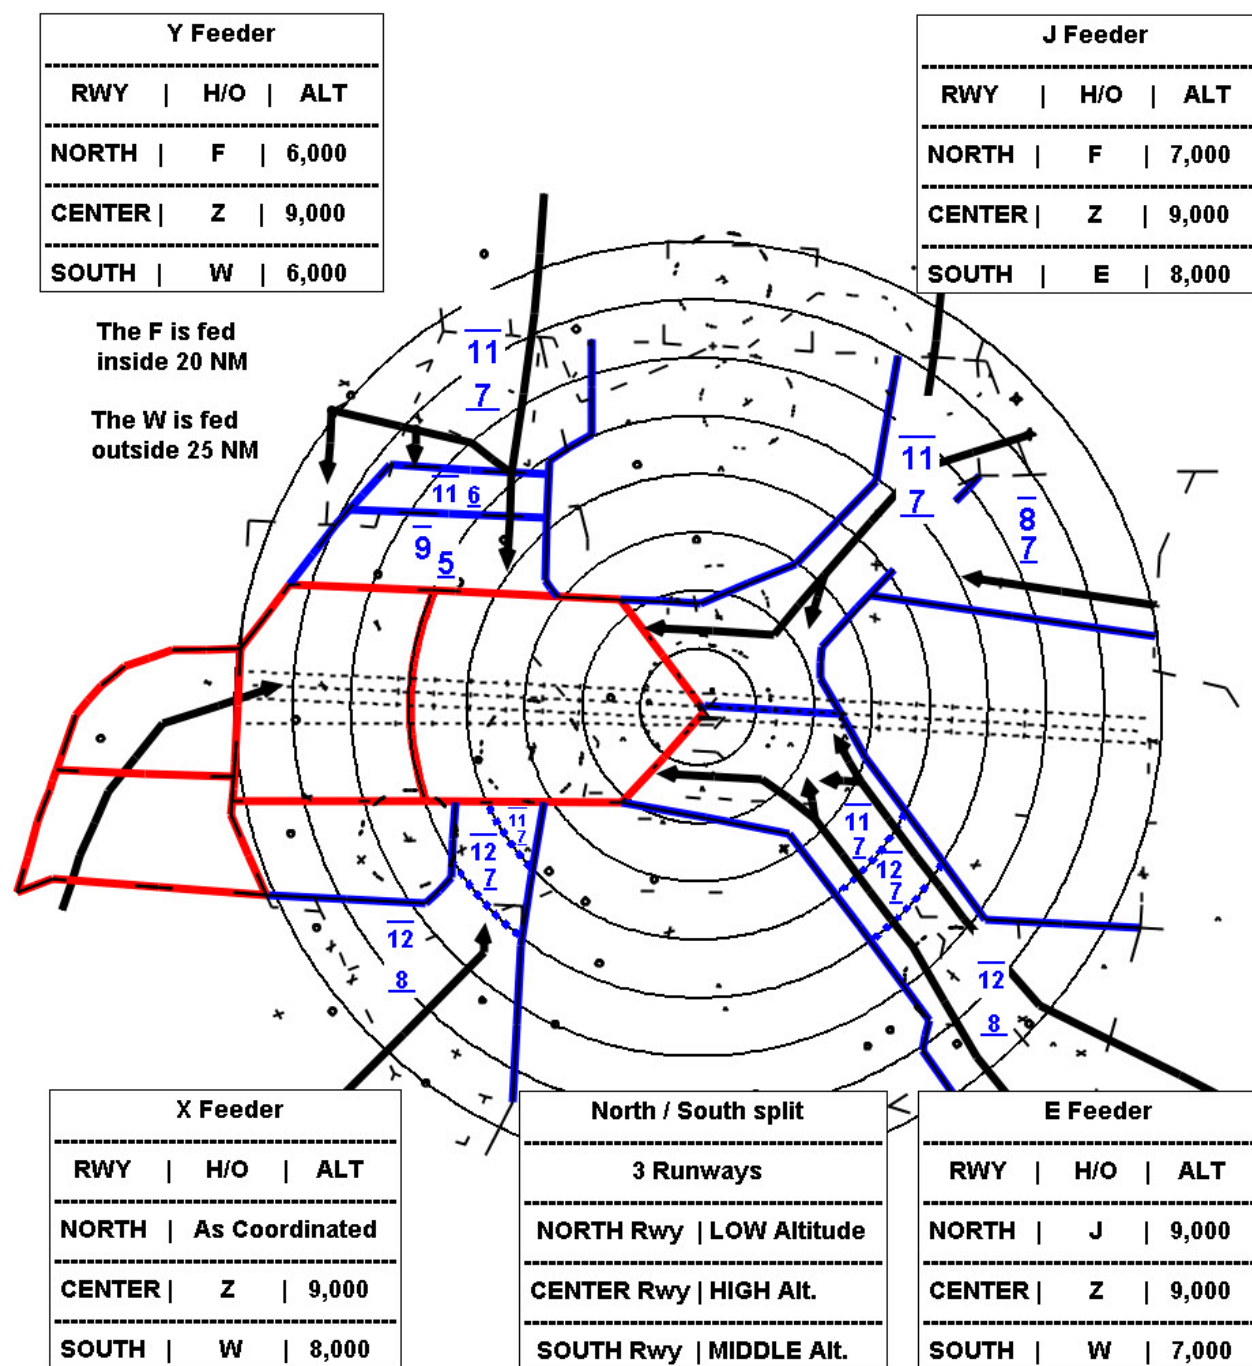 Y Feeder
RWY | H/O | ALT
NORTH | F | 6,000
CENTER | Z | 9,000
SOUTH | W | 6,000
J Feeder
RWY | H/O | ALT
NORTH | F | 7,000
CENTER | Z | 9,000
SOUTH | E | 8,000
The F is fed
inside 20 NM
The W is fed
outside 25 NM
11
7
11
7
8
7
11 6
9
5
11
7
12
7
12
8
11
7
12
7
12
8
X Feeder
RWY | H/O | ALT
NORTH | As Coordinated
CENTER | Z | 9,000
SOUTH | W | 8,000
North / South split
3 Runways
NORTH Rwy | LOW Altitude
CENTER Rwy | HIGH Alt.
SOUTH Rwy | MIDDLE Alt.
E Feeder
RWY | H/O | ALT
NORTH | J | 9,000
CENTER | Z | 9,000
SOUTH | W | 7,000